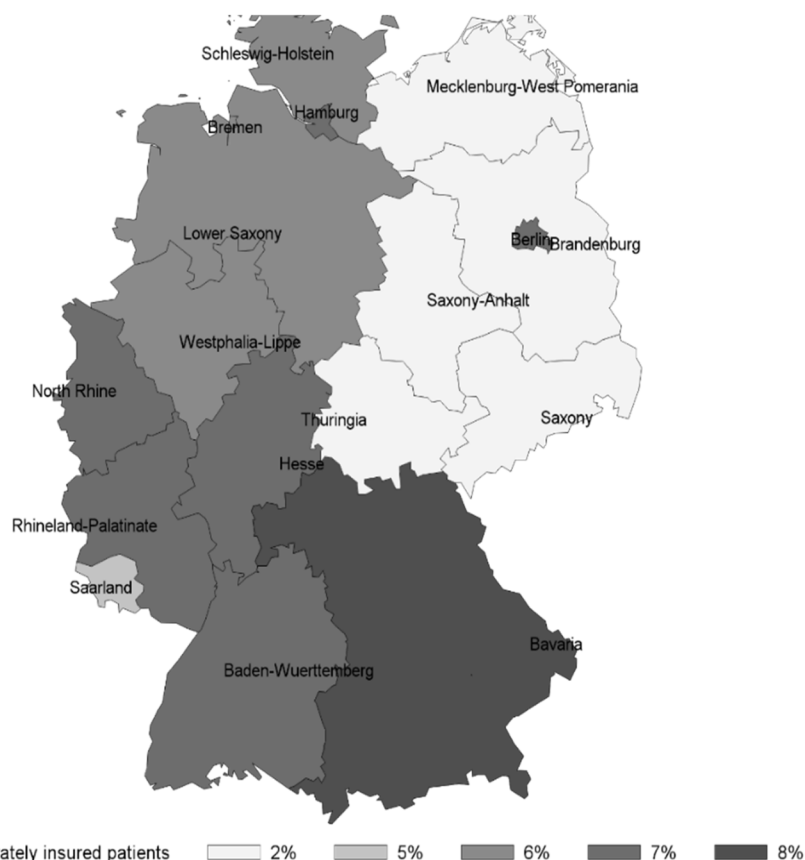 Schleswig-Holstein
Mecklenburg-West Pomerania
Hamburg
Bremen
Lower Saxony
Berlin
Brandenburg
Saxony-Anhalt
Westphalia-Lippe
North Rhine
Thuringia
Saxony
Hesse
Rhineland-Palatinate
Saarland
Bavaria
Baden-Wuerttemberg
ately insured patients 2% 5% 6% 7% 8%